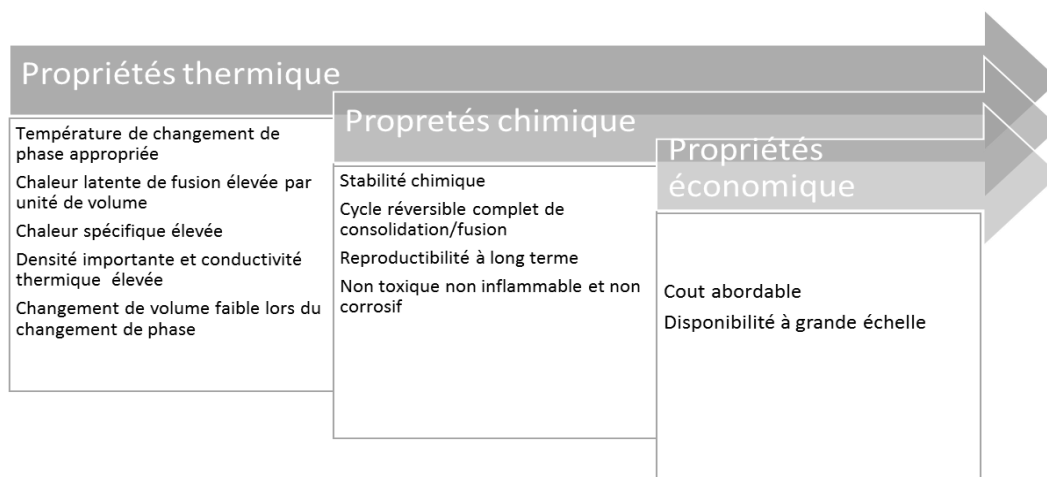 Propriétés thermique
Température de changement de
phase appropriée
Chaleur latente de fusion élevée par
unité de volume
Chaleur spécifique élevée
Densité importante et conductivité
thermique élevée
Changement de volume faible lors du
changement de phase
Propretés chimique
Stabilité chimique
Cycle réversible complet de
consolidation/fusion
Reproductibilité à long terme
Non toxique non inflammable et non
corrosif
Propriétés
économique
Cout abordable
Disponibilité à grande échelle